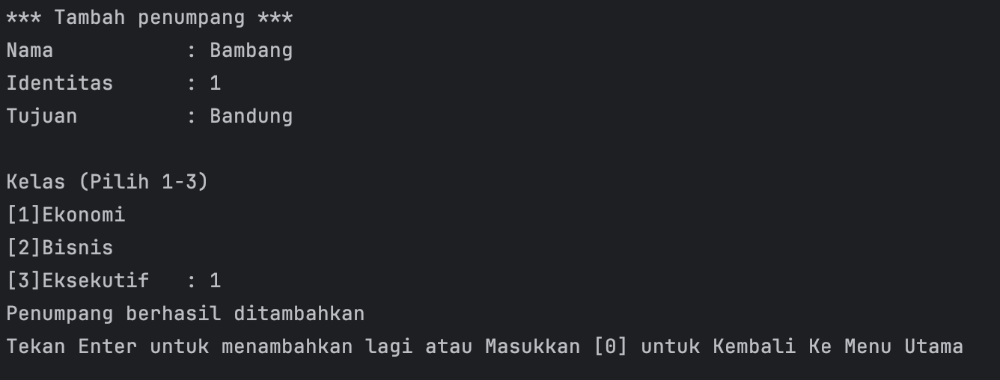 *** Tambah penumpang ***
Nama           : Bambang
Identitas      : 1
Tujuan         : Bandung

Kelas (Pilih 1-3)
[1]Ekonomi
[2]Bisnis
[3]Eksekutif   : 1
Penumpang berhasil ditambahkan
Tekan Enter untuk menambahkan lagi atau Masukkan [0] untuk Kembali Ke Menu Utama